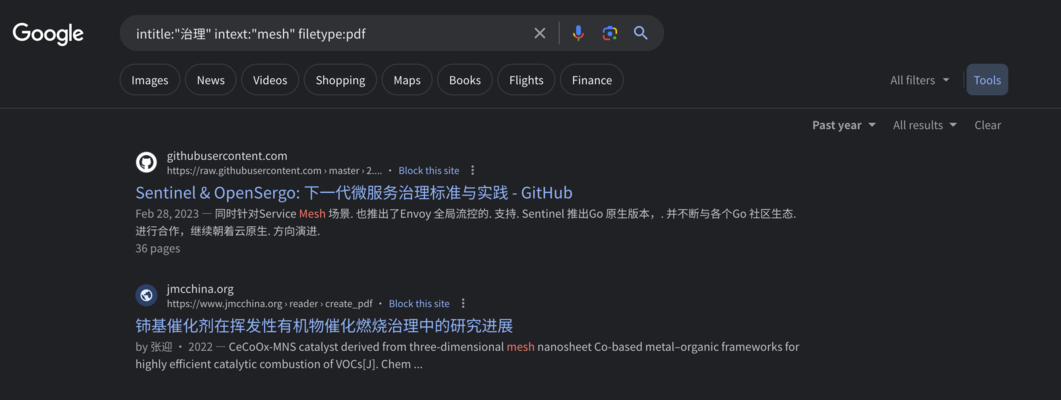 Google
intitle:"治理" intext:"mesh" filetype:pdf
Images
News
Videos
Shopping
Maps
Books
Flights
Finance
All filters
Tools
Past year
All results
Clear
githubusercontent.com
https://raw.githubusercontent.com › master › 2.... • Block this site
Sentinel & OpenSergo: 下一代微服务治理标准与实践 - GitHub
Feb 28, 2023 — 同时针对Service Mesh 场景. 也推出了Envoy 全局流控的. 支持. Sentinel 推出Go 原生版本，. 并不断与各个Go 社区生态.
进行合作，继续朝着云原生. 方向演进.
36 pages
jmcchina.org
https://www.jmcchina.org › reader › create_pdf • Block this site
铈基催化剂在挥发性有机物催化燃烧治理中的研究进展
by 张迎 • 2022 — CeCoOx-MNS catalyst derived from three-dimensional mesh nanosheet Co-based metal–organic frameworks for
highly efficient catalytic combustion of VOCs[J]. Chem ...